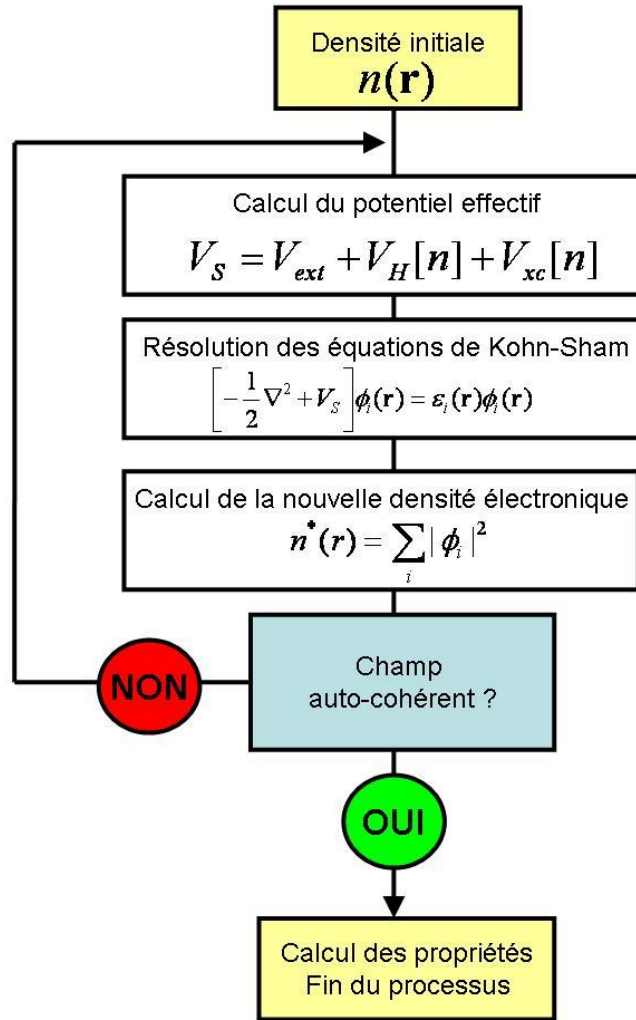 Densité initiale
n(r)
Calcul du potentiel effectif
V_S = V_ext + V_H[n] + V_xc[n]
Résolution des équations de Kohn-Sham
[-1/2 ∇² + V_S] ϕ_i(r) = ε_i(r)ϕ_i(r)
Calcul de la nouvelle densité électronique
n*(r) = ∑_i | ϕ_i |²
Champ
auto-cohérent ?
NON
OUI
Calcul des propriétés
Fin du processus